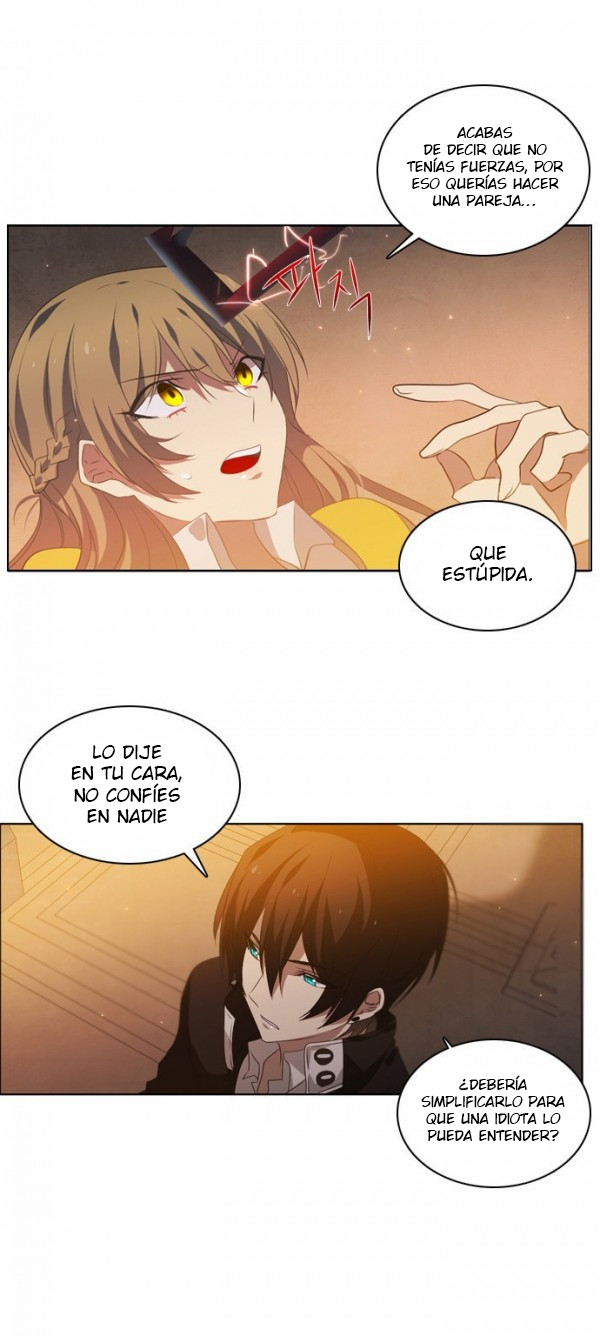 ACABAS
DE DECIR QUE NO
TENÍAS FUERZAS, POR
ESO QUERÍAS HACER
UNA PAREJA...
파직
QUE
ESTÚPIDA.
LO DIJE
EN TU CARA,
NO CONFÍES
EN NADIE
¿DEBERÍA
SIMPLIFICARLO PARA
QUE UNA IDIOTA LO
PUEDA ENTENDER?